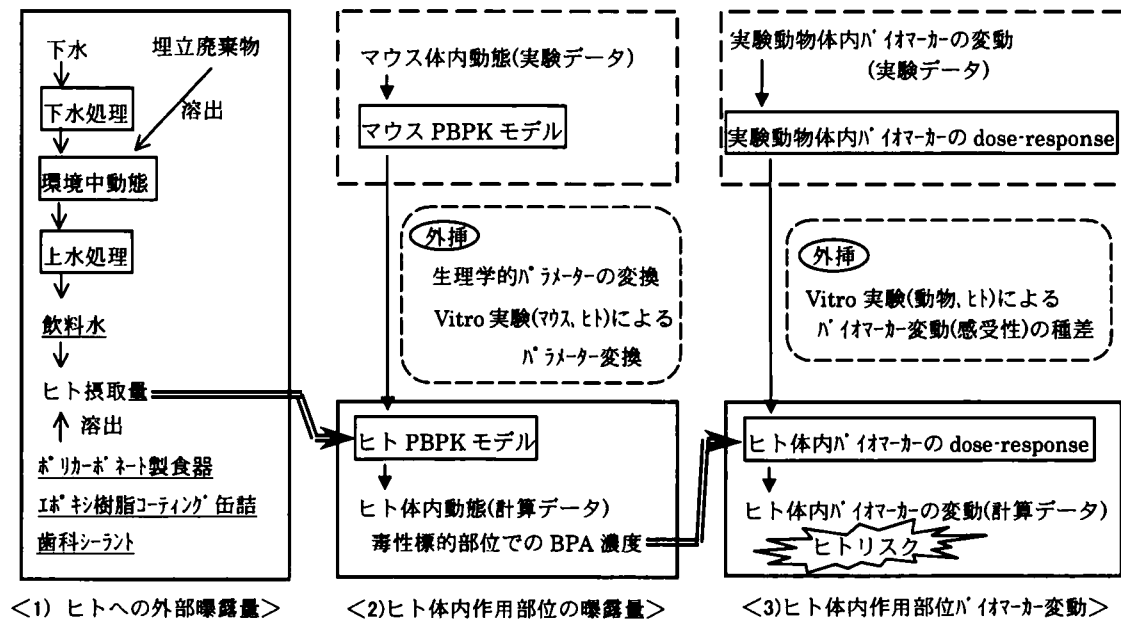 下水
埋立廃棄物
下水処理
溶出
環境中動態
上水処理
飲料水
ヒト摂取量
溶出
ﾎﾟﾘｶｰﾎﾞﾈｰﾄ製食器
ｴﾎﾟｷｼ樹脂ｺｰﾃｨﾝｸﾞ缶詰
歯科ｼｰﾗﾝﾄ
<1) ヒトへの外部曝露量>
マウス体内動態(実験データ)
マウス PBPK モデル
外挿
生理学的ﾊﾟﾗﾒｰﾀｰの変換
Vitro 実験(ﾏｳｽ､ﾋﾄ)による
ﾊﾟﾗﾒｰﾀｰ変換
ヒト PBPK モデル
ヒト体内動態(計算データ)
毒性標的部位での BPA 濃度
<2)ヒト体内作用部位の曝露量>
実験動物体内ﾊﾞｲｵﾏｰｶｰの変動
(実験データ)
実験動物体内ﾊﾞｲｵﾏｰｶｰの dose-response
外挿
Vitro 実験(動物､ﾋﾄ)による
ﾊﾞｲｵﾏｰｶｰ変動(感受性)の種差
ヒト体内ﾊﾞｲｵﾏｰｶｰの dose-response
ヒト体内ﾊﾞｲｵﾏｰｶｰの変動(計算データ)
ヒトリスク
<3)ヒト体内作用部位ﾊﾞｲｵﾏｰｶｰ変動>